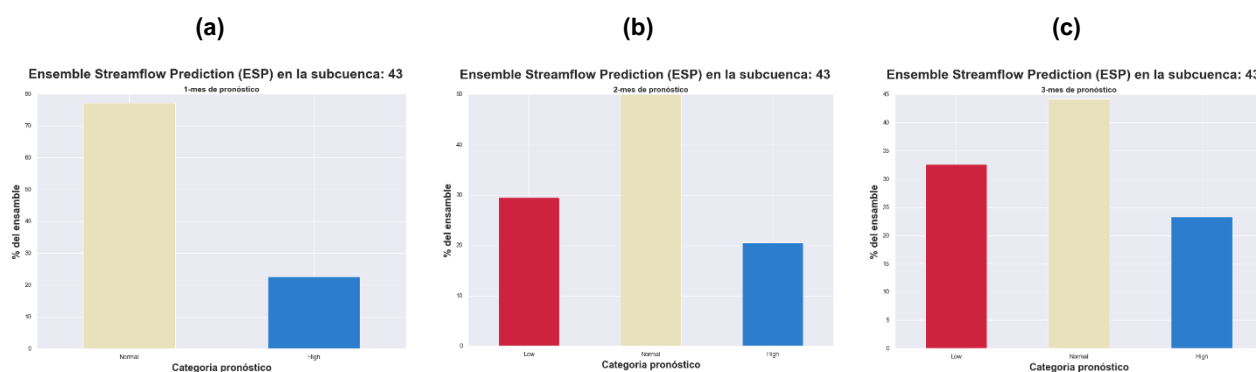 (a)
Ensemble Streamflow Prediction (ESP) en la subcuenca: 43
1-mes de pronóstico
80
70
60
50
40
30
20
10
0
% del ensamble
Normal
High
Categoria pronóstico
(b)
Ensemble Streamflow Prediction (ESP) en la subcuenca: 43
2-mes de pronóstico
50
40
30
20
10
0
% del ensamble
Low
Normal
High
Categoria pronóstico
(c)
Ensemble Streamflow Prediction (ESP) en la subcuenca: 43
3-mes de pronóstico
45
40
35
30
25
20
15
10
5
0
% del ensamble
Low
Normal
High
Categoria pronóstico